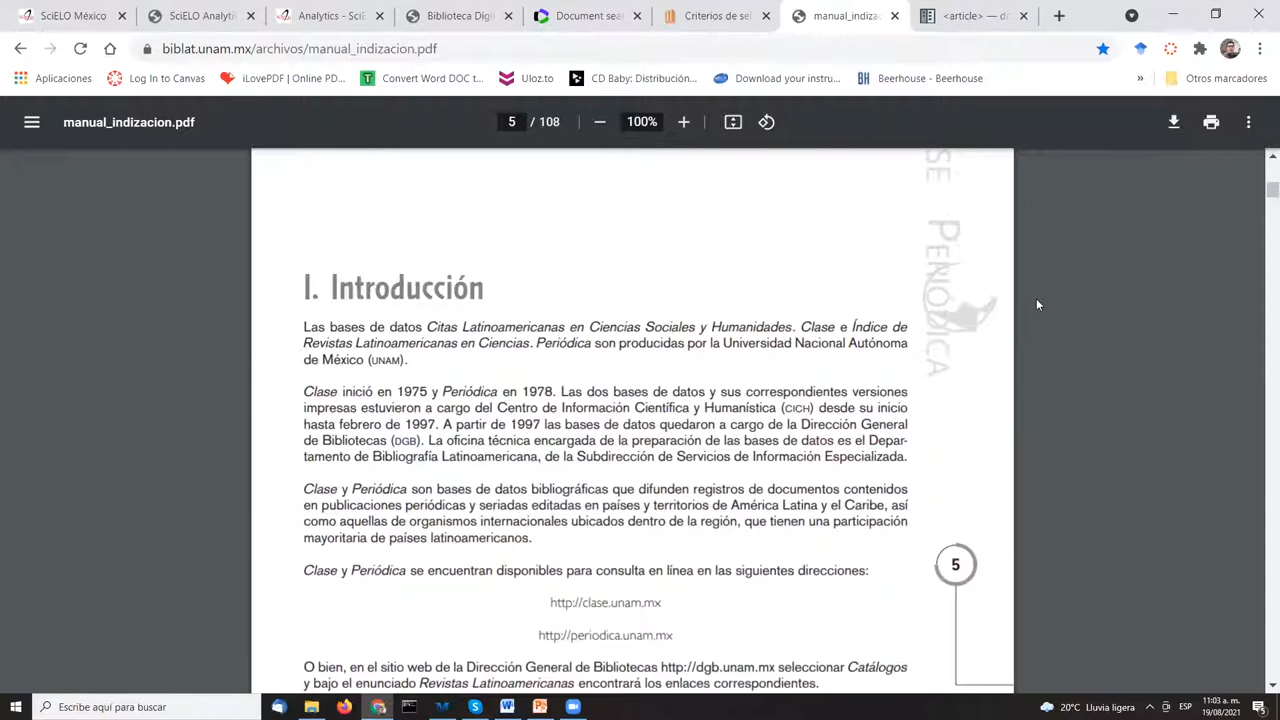 SciELO México
SciELO Analyti
Analytics - SciE
Biblioteca Digi
Document sea
Criterios de sel
manual_indizac
<article> — do
biblat.unam.mx/archivos/manual_indizacion.pdf
Aplicaciones
Log In to Canvas
iLovePDF | Online PD...
Convert Word DOC t...
Uloz.to
CD Baby: Distribución...
Download your instru...
Beerhouse - Beerhouse
»
Otros marcadores
manual_indizacion.pdf
5 / 108
100%
SE PERIÓDICA
I. Introducción
Las bases de datos Citas Latinoamericanas en Ciencias Sociales y Humanidades. Clase e Índice de
Revistas Latinoamericanas en Ciencias. Periódica son producidas por la Universidad Nacional Autónoma
de México (UNAM).
Clase inició en 1975 y Periódica en 1978. Las dos bases de datos y sus correspondientes versiones
impresas estuvieron a cargo del Centro de Información Científica y Humanística (CICH) desde su inicio
hasta febrero de 1997. A partir de 1997 las bases de datos quedaron a cargo de la Dirección General
de Bibliotecas (DGB). La oficina técnica encargada de la preparación de las bases de datos es el Depar-
tamento de Bibliografía Latinoamericana, de la Subdirección de Servicios de Información Especializada.
Clase y Periódica son bases de datos bibliográficas que difunden registros de documentos contenidos
en publicaciones periódicas y seriadas editadas en países y territorios de América Latina y el Caribe, así
como aquellas de organismos internacionales ubicados dentro de la región, que tienen una participación
mayoritaria de países latinoamericanos.
5
Clase y Periódica se encuentran disponibles para consulta en línea en las siguientes direcciones:
http://clase.unam.mx
http://periodica.unam.mx
O bien, en el sitio web de la Dirección General de Bibliotecas http://dgb.unam.mx seleccionar Catálogos
y bajo el enunciado Revistas Latinoamericanas encontrará los enlaces correspondientes.
Escribe aquí para buscar
20°C Lluvia ligera
ESP
11:03 a. m.
19/08/2021